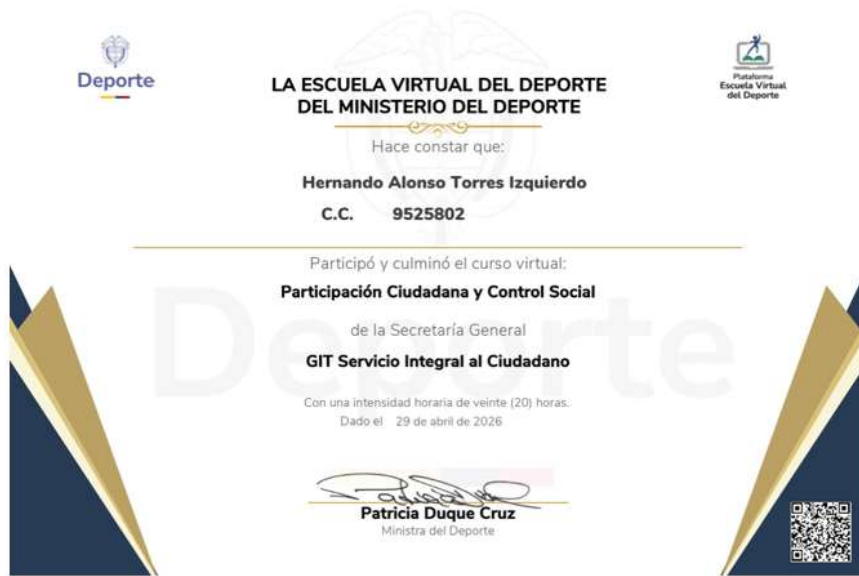 Deporte
Plataforma
Escuela Virtual
del Deporte
LA ESCUELA VIRTUAL DEL DEPORTE
DEL MINISTERIO DEL DEPORTE
Hace constar que:
Hernando Alonso Torres Izquierdo
C.C. 9525802
Participó y culminó el curso virtual:
Participación Ciudadana y Control Social
de la Secretaría General
GIT Servicio Integral al Ciudadano
Con una intensidad horaria de veinte (20) horas.
Dado el 29 de abril de 2026
Deporte
Patricia Duque Cruz
Ministra del Deporte